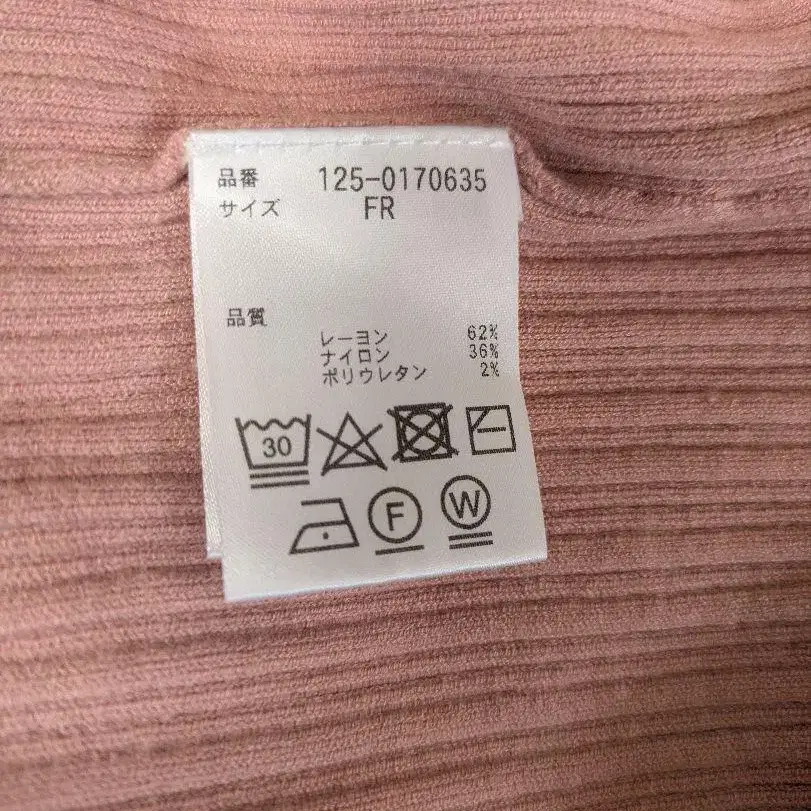 品番 125-0170635
サイズ FR
品質
レーヨン 62%
ナイロン 36%
ポリウレタン 2%
30
F W